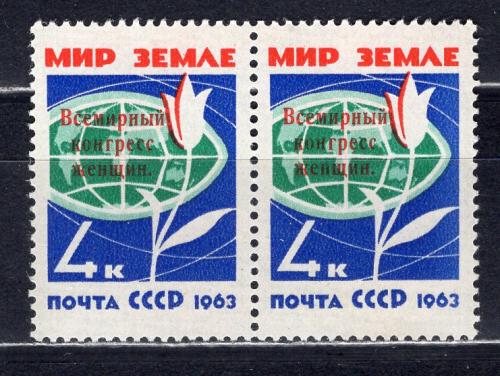 МИР ЗЕМЛЕ
Всемирный
конгресс
женщин.
4к
ПОЧТА СССР 1963
МИР ЗЕМЛЕ
Всемирный
конгресс
женщин.
4к
ПОЧТА СССР 1963